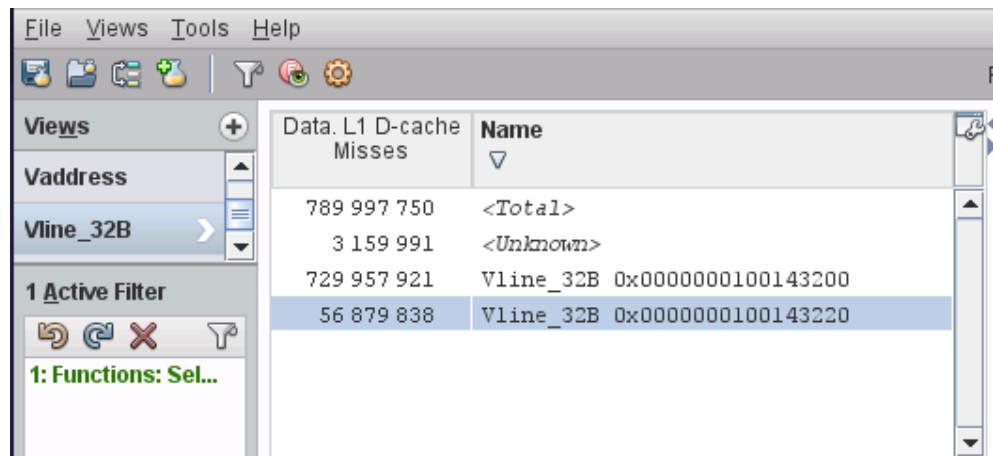 File Views Tools Help
Views
Vaddress
Vline_32B
1 Active Filter
1: Functions: Sel...
Data. L1 D-cache Misses Name
789 997 750 <Total>
3 159 991 <Unknown>
729 957 921 Vline_32B 0x0000000100143200
56 879 838 Vline_32B 0x0000000100143220